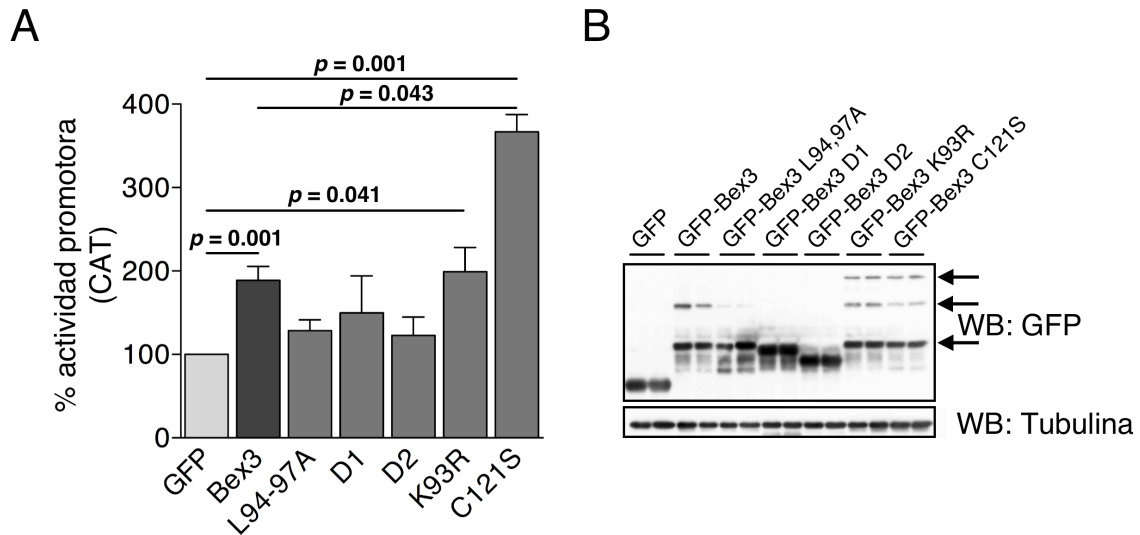 A
B
p = 0.001
p = 0.043
p = 0.041
p = 0.001
% actividad promotora
(CAT)
400
300
200
100
0
GFP
Bex3
L94-97A
D1
D2
K93R
C121S
GFP
GFP-Bex3
GFP-Bex3 L94,97A
GFP-Bex3 D1
GFP-Bex3 D2
GFP-Bex3 K93R
GFP-Bex3 C121S
WB: GFP
WB: Tubulina